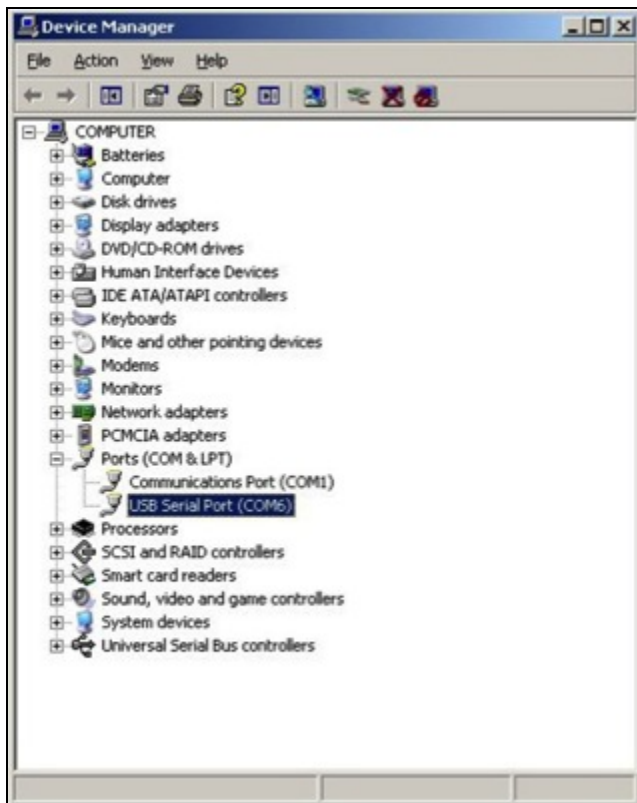 Device Manager
File Action View Help
COMPUTER
Batteries
Computer
Disk drives
Display adapters
DVD/CD-ROM drives
Human Interface Devices
IDE ATA/ATAPI controllers
Keyboards
Mice and other pointing devices
Modems
Monitors
Network adapters
PCMCIA adapters
Ports (COM & LPT)
Communications Port (COM1)
USB Serial Port (COM6)
Processors
SCSI and RAID controllers
Smart card readers
Sound, video and game controllers
System devices
Universal Serial Bus controllers